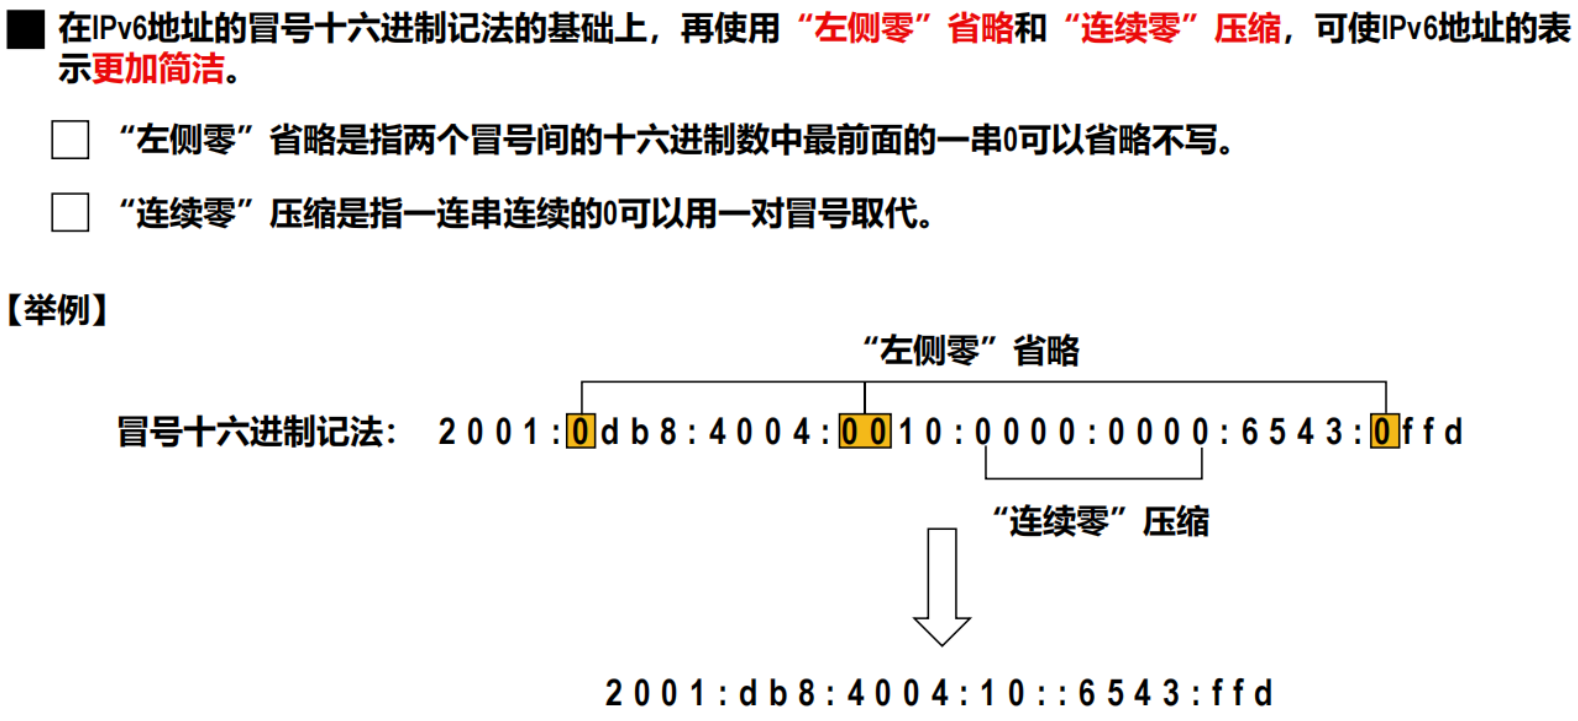 在IPv6地址的冒号十六进制记法的基础上，再使用“左侧零”省略和“连续零”压缩，可使IPv6地址的表
示更加简洁。
“左侧零”省略是指两个冒号间的十六进制数中最前面的一串0可以省略不写。
“连续零”压缩是指一连串连续的0可以用一对冒号取代。
【举例】
“左侧零”省略
冒号十六进制记法： 2001:0db8:4004:0010:0000:0000:6543:0ffd
“连续零”压缩
2001:db8:4004:10::6543:ffd